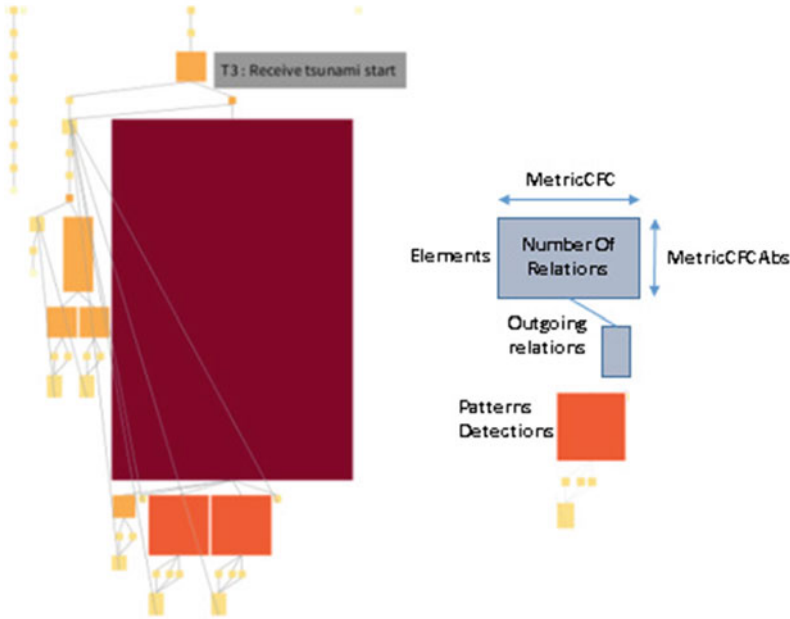 T3 : Receive tsunami start
MetricCFC
Elements
Number Of
Relations
MetricCFCAbs
Outgoing
relations
Patterns
Detections